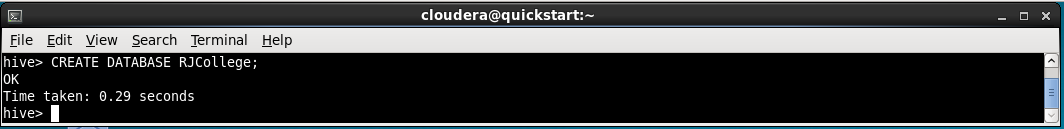 cloudera@quickstart:~
File Edit View Search Terminal Help
hive> CREATE DATABASE RJCollege;
OK
Time taken: 0.29 seconds
hive>